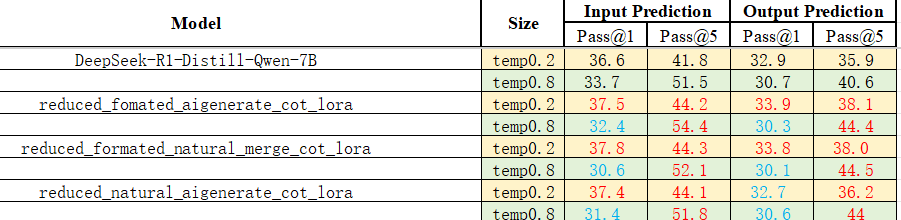 Model Size Input Prediction Output Prediction
Pass@1 Pass@5 Pass@1 Pass@5
DeepSeek-R1-Distill-Qwen-7B temp0.2 36.6 41.8 32.9 35.9
temp0.8 33.7 51.5 30.7 40.6
reduced_fomated_aigenerate_cot_lora temp0.2 37.5 44.2 33.9 38.1
temp0.8 32.4 54.4 30.3 44.4
reduced_formated_natural_merge_cot_lora temp0.2 37.8 44.3 33.8 38.0
temp0.8 30.6 52.1 30.1 44.5
reduced_natural_aigenerate_cot_lora temp0.2 37.4 44.1 32.7 36.2
temp0.8 31.4 51.8 30.6 44